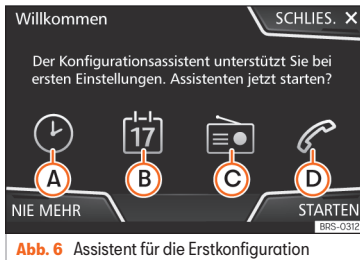 Willkommen
SCHLIES. X
Der Konfigurationsassistent unterstützt Sie bei
ersten Einstellungen. Assistenten jetzt starten?
17
A B C D
NIE MEHR
STARTEN
BRS-0312
Abb. 6 Assistent für die Erstkonfiguration